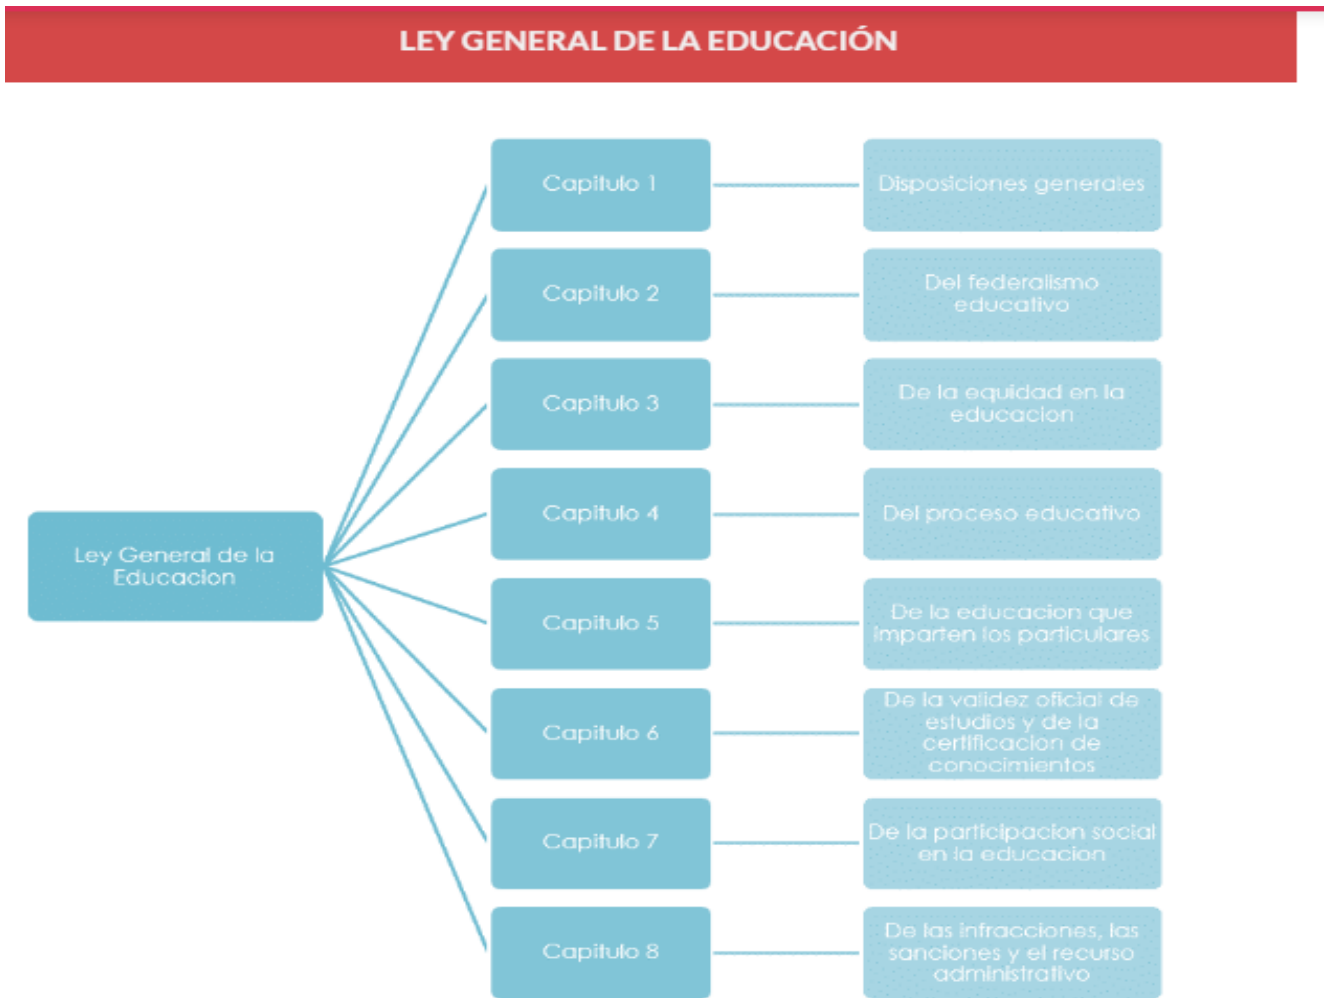 LEY GENERAL DE LA EDUCACIÓN
Ley General de la
Educacion
Capitulo 1
Disposiciones generales
Capitulo 2
Del federalismo
educativo
Capitulo 3
De la equidad en la
educacion
Capitulo 4
Del proceso educativo
Capitulo 5
De la educacion que
imparten los particulares
Capitulo 6
De la validez oficial de
estudios y de la
certificacion de
conocimientos
Capitulo 7
De la participacion social
en la educacion
Capitulo 8
De las infracciones, las
sanciones y el recurso
administrativo